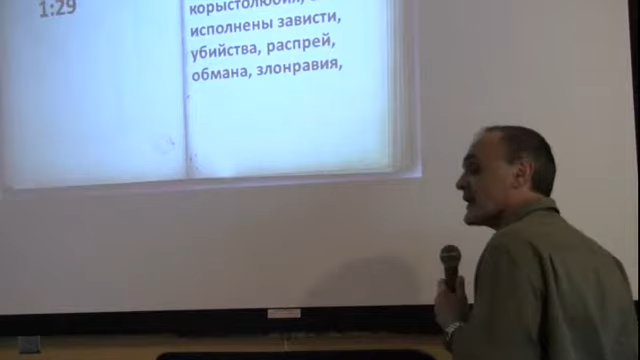 1:29
корыстолюбия,
исполнены зависти,
убийства, распрей,
обмана, злонравия,